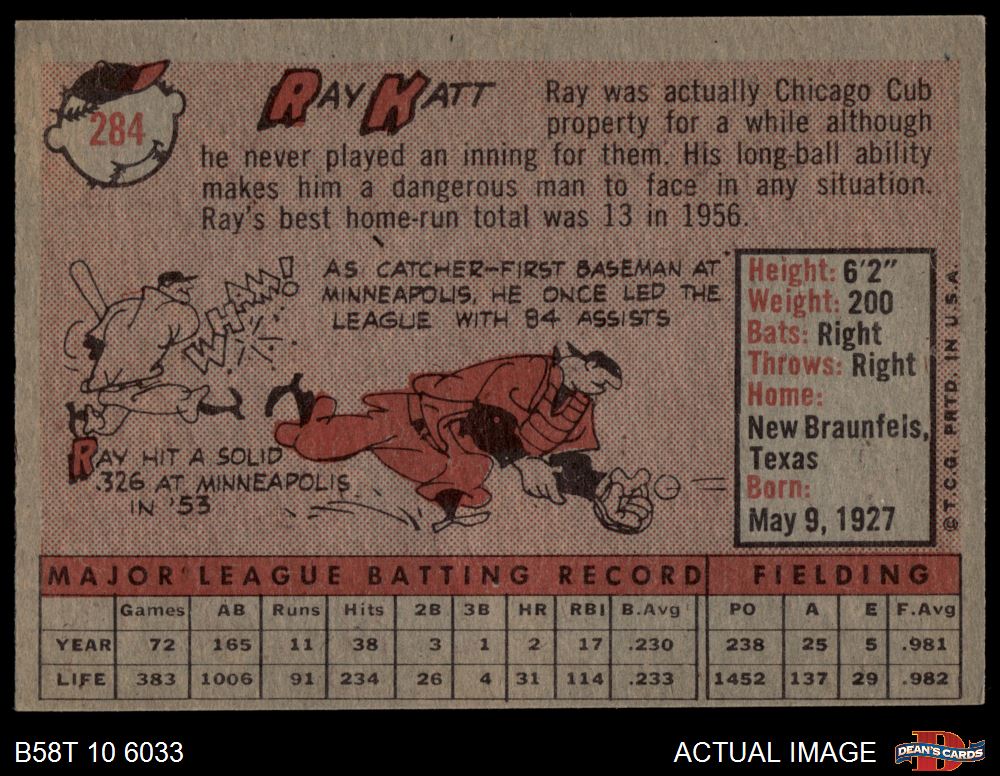 284
RAY KATT
Ray was actually Chicago Cub
property for a while although
he never played an inning for them. His long-ball ability
makes him a dangerous man to face in any situation.
Ray's best home-run total was 13 in 1956.
WHAM!
AS CATCHER-FIRST BASEMAN AT
MINNEAPOLIS, HE ONCE LED THE
LEAGUE WITH 84 ASSISTS
RAY HIT A SOLID
.326 AT MINNEAPOLIS
IN '53
Height: 6'2"
Weight: 200
Bats: Right
Throws: Right
Home:
New Braunfels,
Texas
Born:
May 9, 1927
© T.C.G. PRTD. IN U.S.A.
MAJOR LEAGUE BATTING RECORD FIELDING
Games AB Runs Hits 2B 3B HR RBI B.Avg PO A E F.Avg
YEAR 72 165 11 38 3 1 2 17 .230 238 25 5 .981
LIFE 383 1006 91 234 26 4 31 114 .233 1452 137 29 .982
B58T 10 6033
ACTUAL IMAGE
DEAN'S CARDS